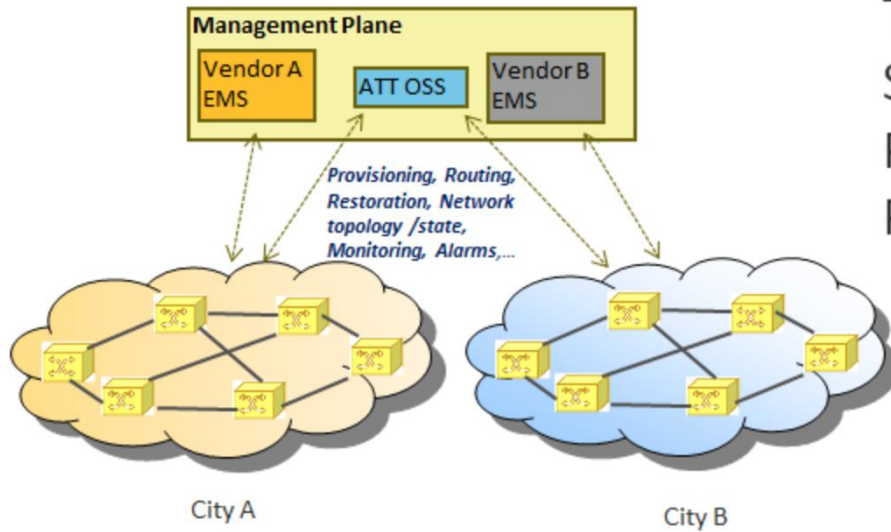 Management Plane
Vendor A
EMS
ATT OSS
Vendor B
EMS
Provisioning, Routing,
Restoration, Network
topology /state,
Monitoring, Alarms,...
City A
City B